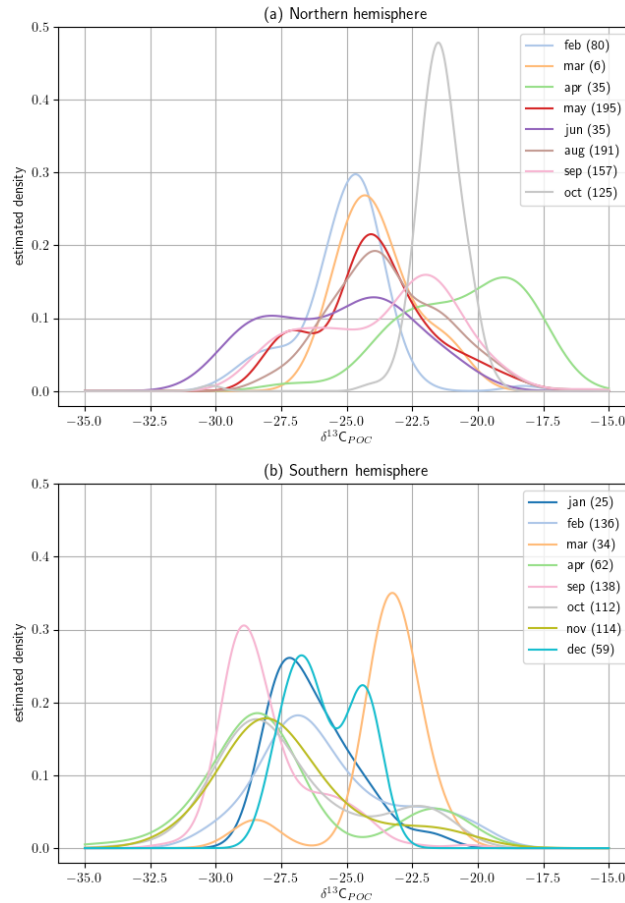 (a) Northern hemisphere
0.5
0.4
0.3
0.2
0.1
0.0
estimated density
feb (80)
mar (6)
apr (35)
may (195)
jun (35)
aug (191)
sep (157)
oct (125)
−35.0 −32.5 −30.0 −27.5 −25.0 −22.5 −20.0 −17.5 −15.0
δ¹³C_POC
(b) Southern hemisphere
0.5
0.4
0.3
0.2
0.1
0.0
estimated density
jan (25)
feb (136)
mar (34)
apr (62)
sep (138)
oct (112)
nov (114)
dec (59)
−35.0 −32.5 −30.0 −27.5 −25.0 −22.5 −20.0 −17.5 −15.0
δ¹³C_POC